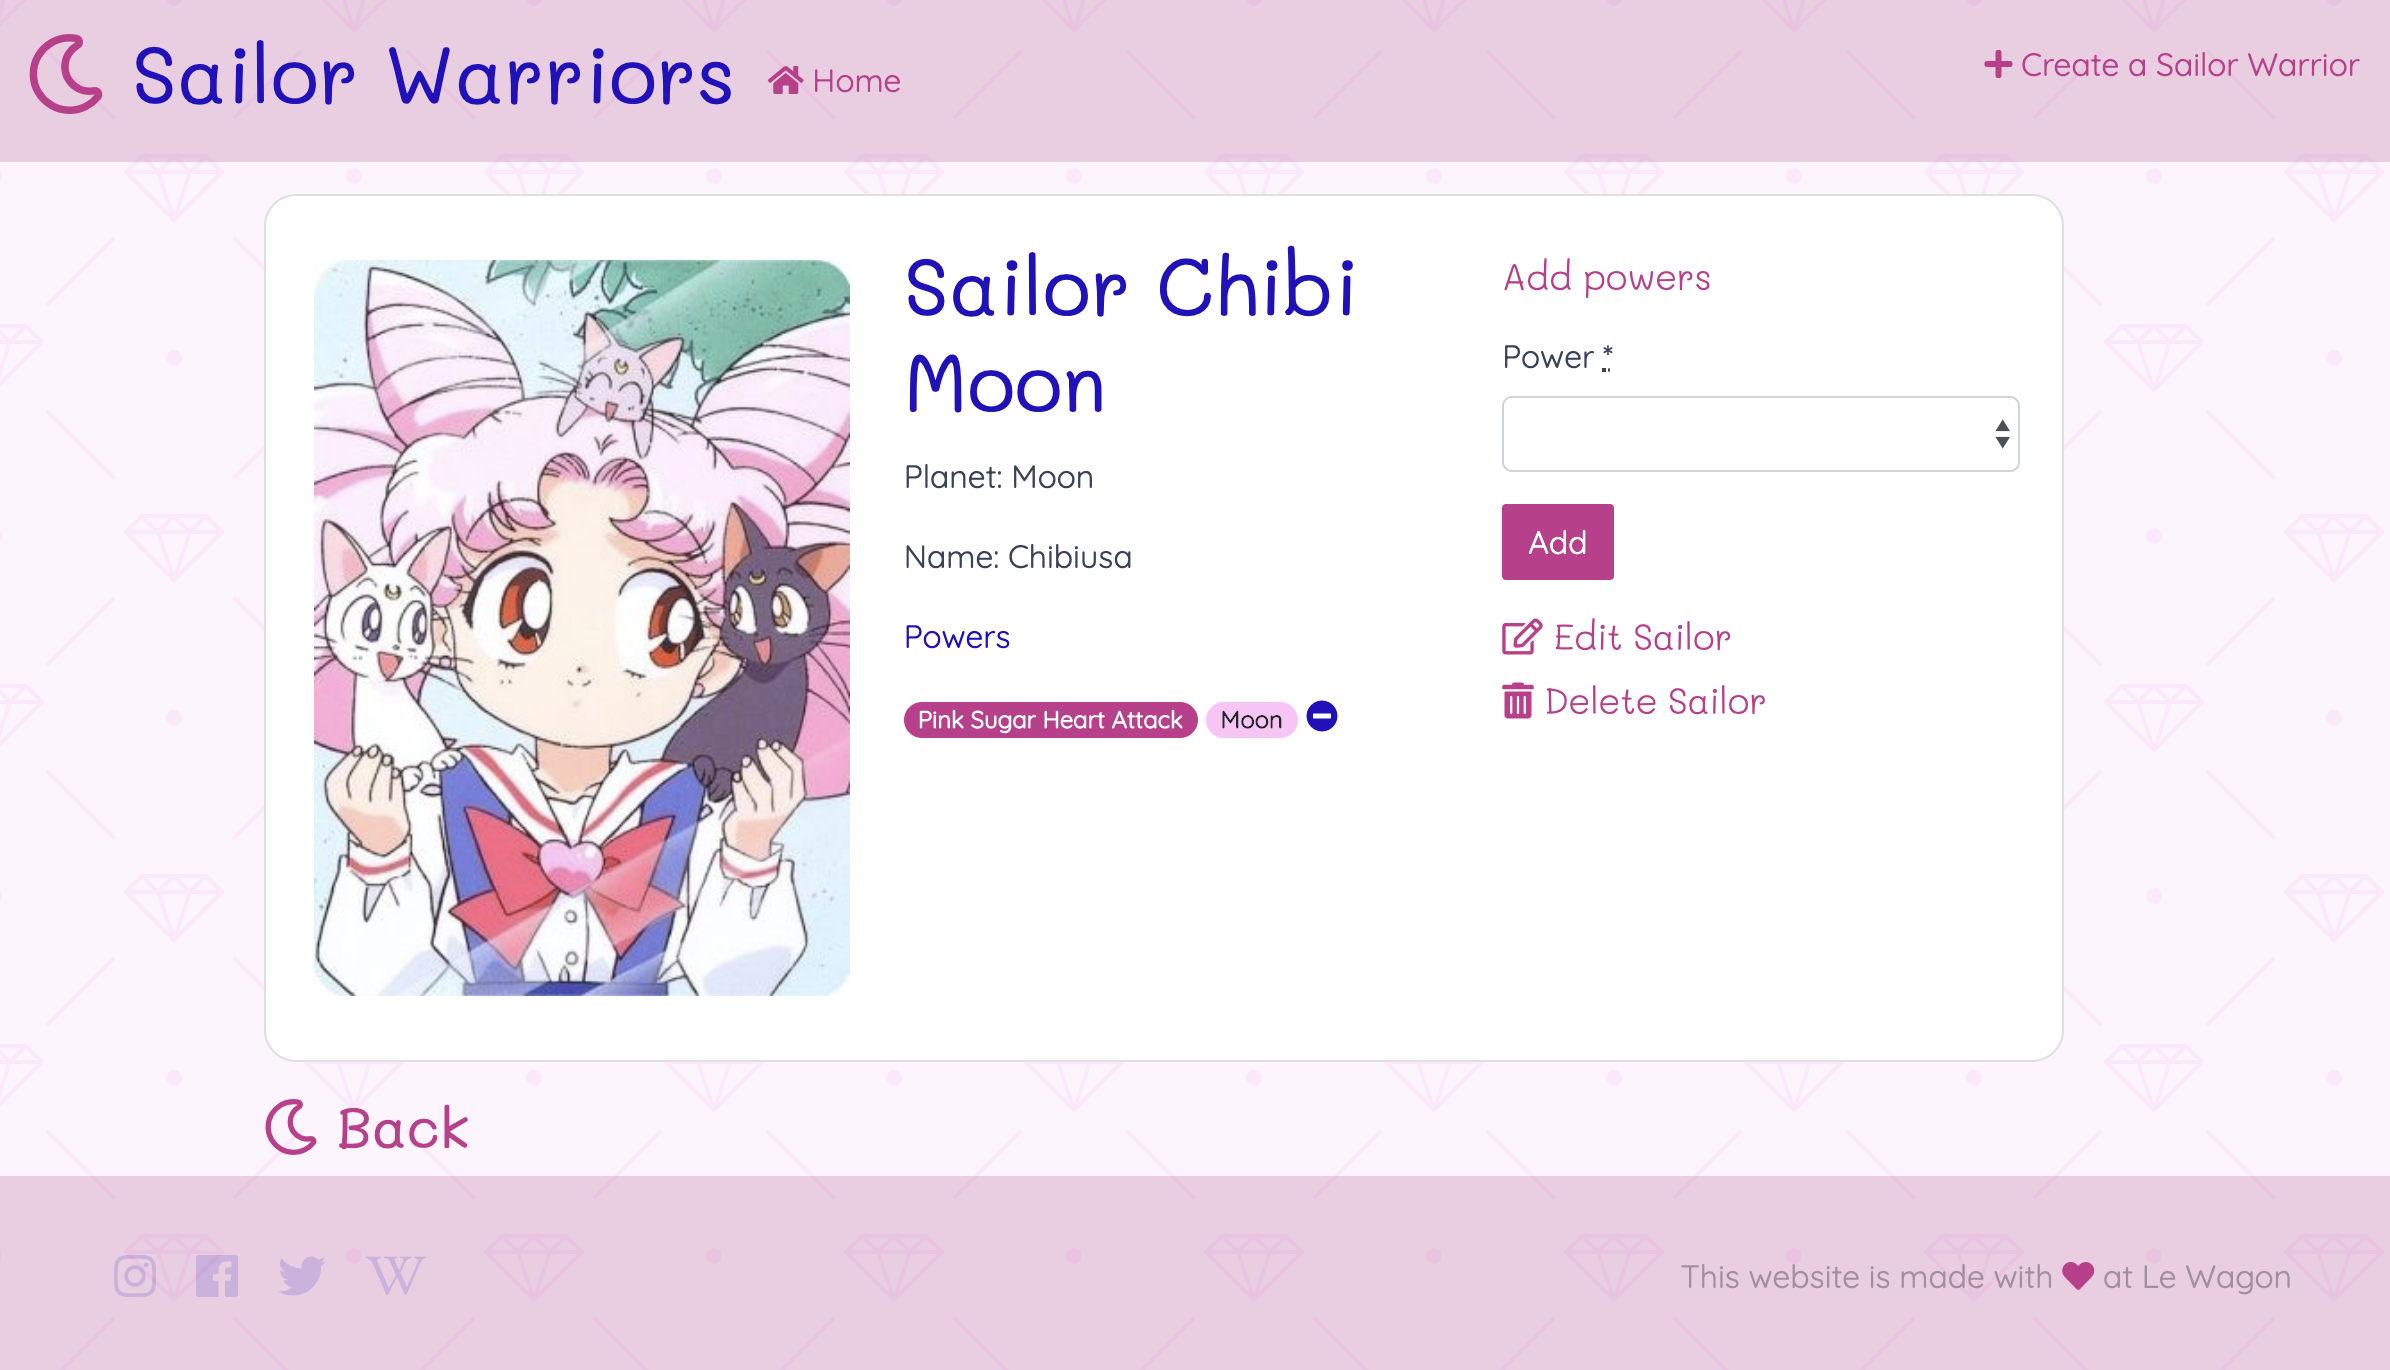 Sailor Warriors Home Create a Sailor Warrior
Sailor Chibi
Moon
Planet: Moon
Name: Chibiusa
Powers
Pink Sugar Heart Attack Moon
Add powers
Power *
Add
Edit Sailor
Delete Sailor
Back
W This website is made with ♥ at Le Wagon